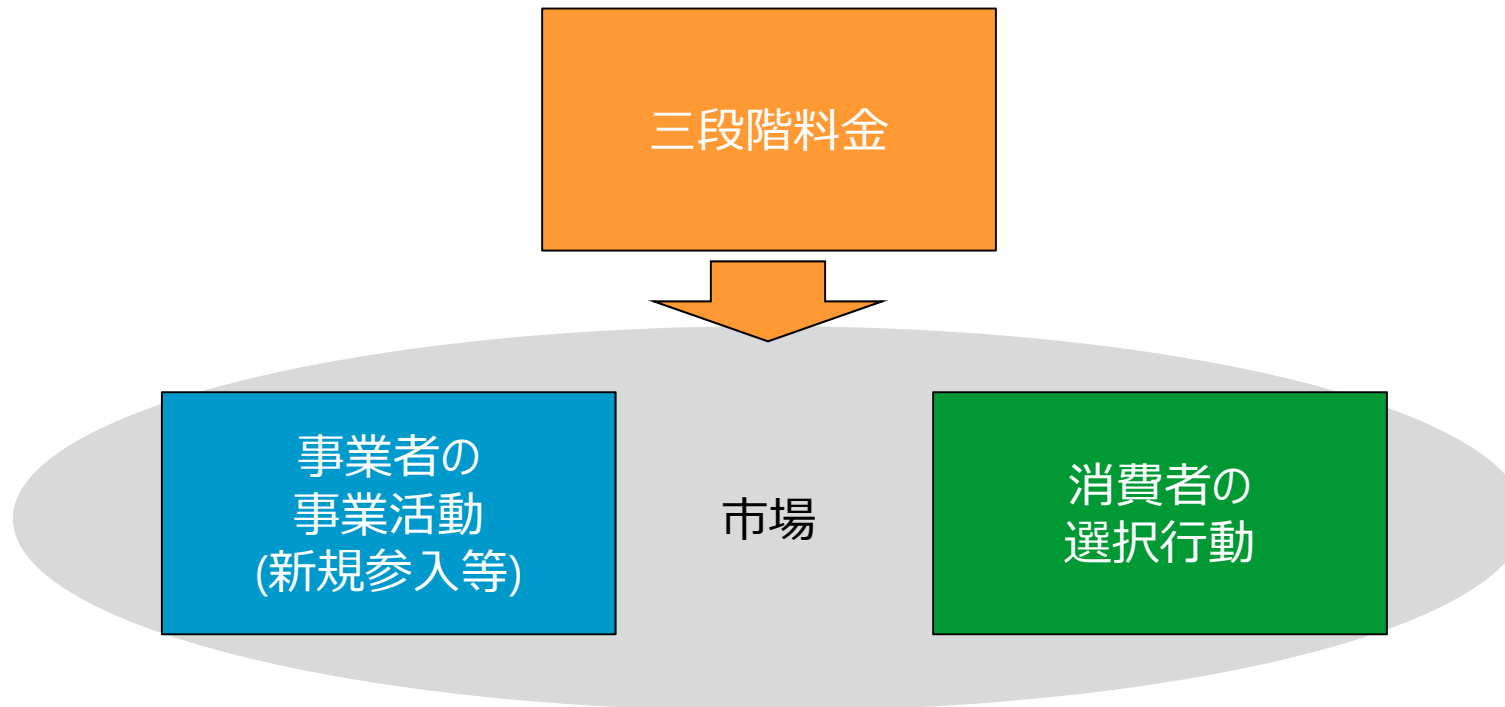 三段階料金
事業者の
事業活動
(新規参入等)
市場
消費者の
選択行動